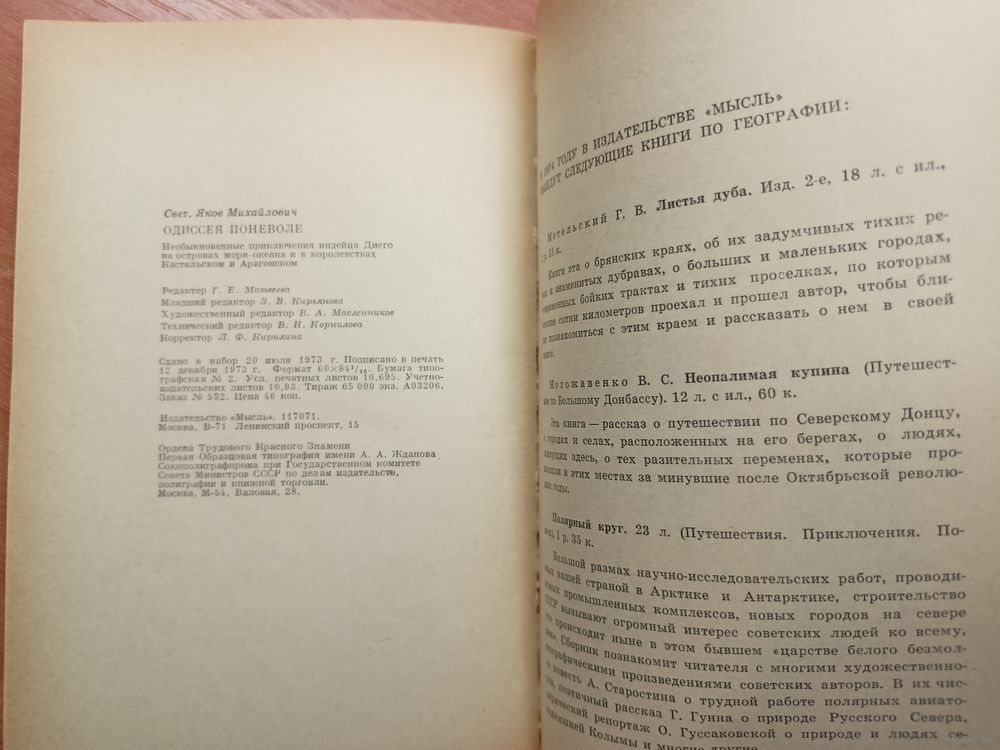 Свет, Яков Михайлович
ОДИССЕЯ ПОНЕВОЛЕ
Необыкновенные приключения индейца Диего
на островах моря-океана и в королевствах
Кастильском и Арагонском
Редактор Г. Е. Матвеева
Младший редактор З. В. Кирьянова
Художественный редактор В. А. Масленников
Технический редактор В. Н. Корнилова
Корректор Л. Ф. Кирилина
Сдано в набор 20 июля 1973 г. Подписано в печать
12 декабря 1973 г. Формат 60×84¹/₁₆. Бумага типо-
графская № 2. Усл. печатных листов 10,695. Учетно-
издательских листов 10,93. Тираж 65 000 экз. А03206.
Заказ № 532. Цена 46 коп.
Издательство «Мысль». 117071.
Москва, В-71 Ленинский проспект, 15
Ордена Трудового Красного Знамени
Первая Образцовая типография имени А. А. Жданова
Союзполиграфпрома при Государственном комитете
Совета Министров СССР по делам издательств,
полиграфии и книжной торговли.
Москва, М-54, Валовая, 28.
1974 ГОДУ В ИЗДАТЕЛЬСТВЕ «МЫСЛЬ»
СЛЕДУЮЩИЕ КНИГИ ПО ГЕОГРАФИИ:
Метельский Г. В. Листья дуба. Изд. 2-е, 18 л. с ил.,
1 р. 15 к.
Книга эта о брянских краях, об их задумчивых тихих ре-
и знаменитых дубравах, о больших и маленьких городах,
бойких трактах и тихих проселках, по которым
сотни километров проехал и прошел автор, чтобы бли-
познакомиться с этим краем и рассказать о нем в своей
книге.
Моложавенко В. С. Неопалимая купина (Путешест-
по Большому Донбассу). 12 л. с ил., 60 к.
Эта книга — рассказ о путешествии по Северскому Донцу,
городах и селах, расположенных на его берегах, о людях,
здесь, о тех разительных переменах, которые про-
в этих местах за минувшие после Октябрьской револю-
годы.
Полярный круг. 23 л. (Путешествия. Приключения. По-
1 р. 35 к.
Большой размах научно-исследовательских работ, проводи-
нашей страной в Арктике и Антарктике, строительство
промышленных комплексов, новых городов на севере
СССР вызывают огромный интерес советских людей ко всему,
происходит ныне в этом бывшем «царстве белого безмол-
Сборник познакомит читателя с многими художественно-
произведениями советских авторов. В их чис-
повесть А. Старостина о трудной работе полярных авиато-
поэтичный рассказ Г. Гунна о природе Русского Севера,
репортаж О. Гуссаковской о природе и людях се-
Колымы и многие другие.